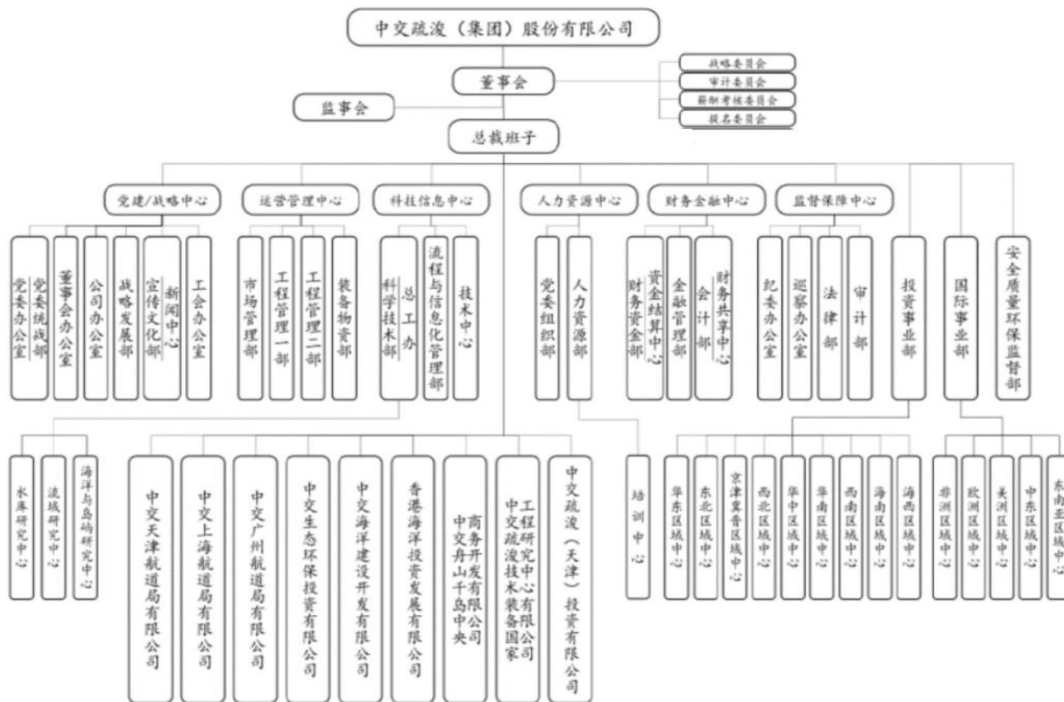 中交疏浚（集团）股份有限公司
董事会
战略委员会
审计委员会
薪酬考核委员会
提名委员会
监事会
总裁班子
党建/战略中心
运营管理中心
科技信息中心
人力资源中心
财务金融中心
监督保障中心
党委统战部
党委办公室
董事会办公室
公司办公室
战略发展部
新闻中心
宣传文化部
工会办公室
市场管理部
工程管理一部
工程管理二部
装备物资部
总工办
科学技术部
流程与信息化管理部
技术中心
党委组织部
人力资源部
资金结算中心
财务资金部
金融管理部
会计部
财务共享中心
纪委办公室
巡察办公室
法律部
审计部
投资事业部
国际事业部
安全质量环保监督部
水库研究中心
流域研究中心
海洋与岛屿研究中心
中交天津航道局有限公司
中交上海航道局有限公司
中交广州航道局有限公司
中交生态环保投资有限公司
中交海洋建设开发有限公司
香港海洋投资发展有限公司
中交舟山千岛中央
商务开发有限公司
中交疏浚技术装备国家
工程研究中心有限公司
中交疏浚（天津）投资有限公司
培训中心
华东区域中心
东北区域中心
京津冀晋区域中心
西北区域中心
华中区域中心
华南区域中心
西南区域中心
海南区域中心
海西区域中心
非洲区域中心
欧洲区域中心
美洲区域中心
中东区域中心
东南亚区域中心